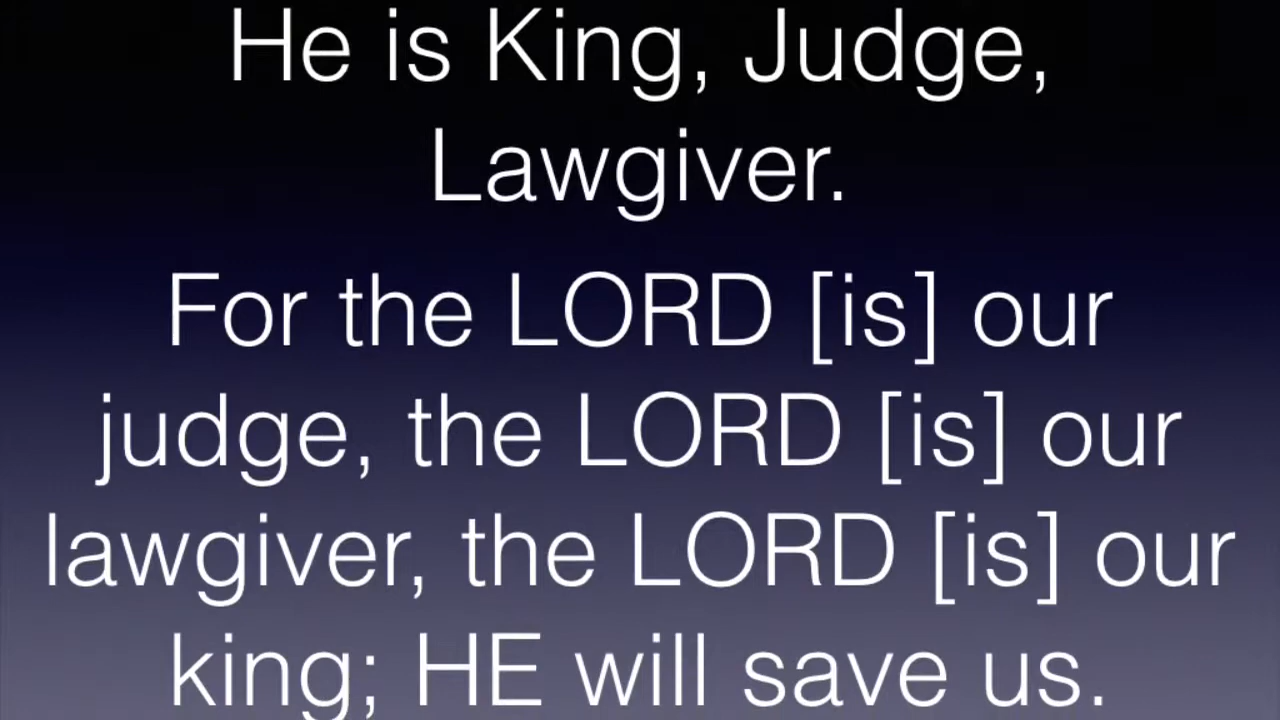 He is King, Judge,
Lawgiver.
For the LORD [is] our
judge, the LORD [is] our
lawgiver, the LORD [is] our
king; HE will save us.